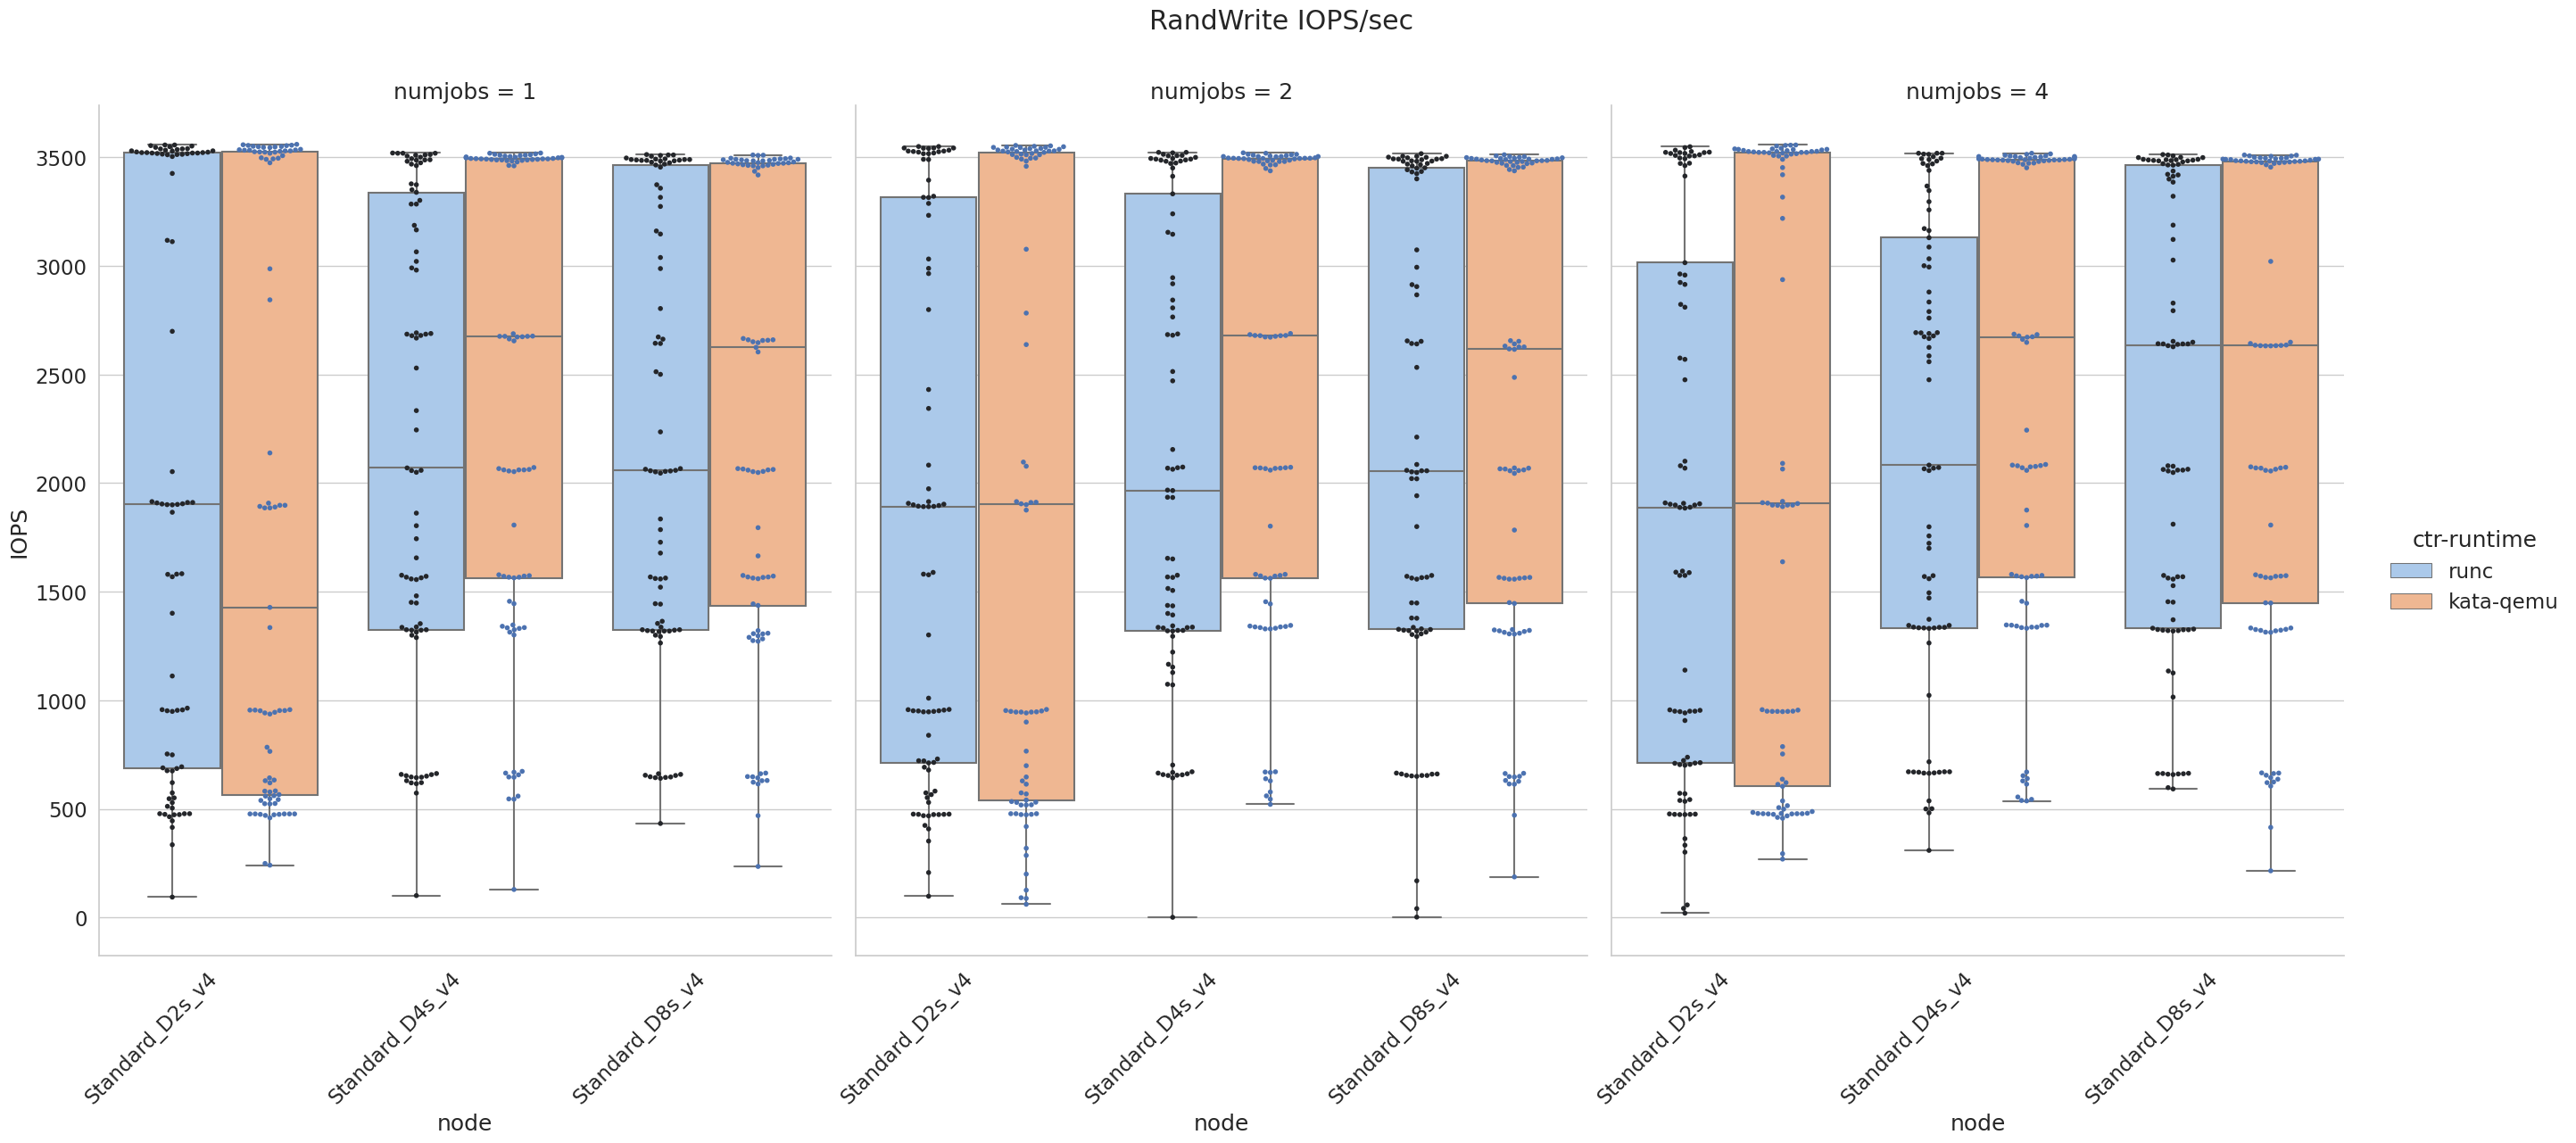 RandWrite IOPS/sec
numjobs = 1
numjobs = 2
numjobs = 4
3500
3000
2500
2000
1500
1000
500
0
IOPS
Standard_D2s_v4
Standard_D4s_v4
Standard_D8s_v4
Standard_D2s_v4
Standard_D4s_v4
Standard_D8s_v4
Standard_D2s_v4
Standard_D4s_v4
Standard_D8s_v4
node
node
node
ctr-runtime
runc
kata-qemu